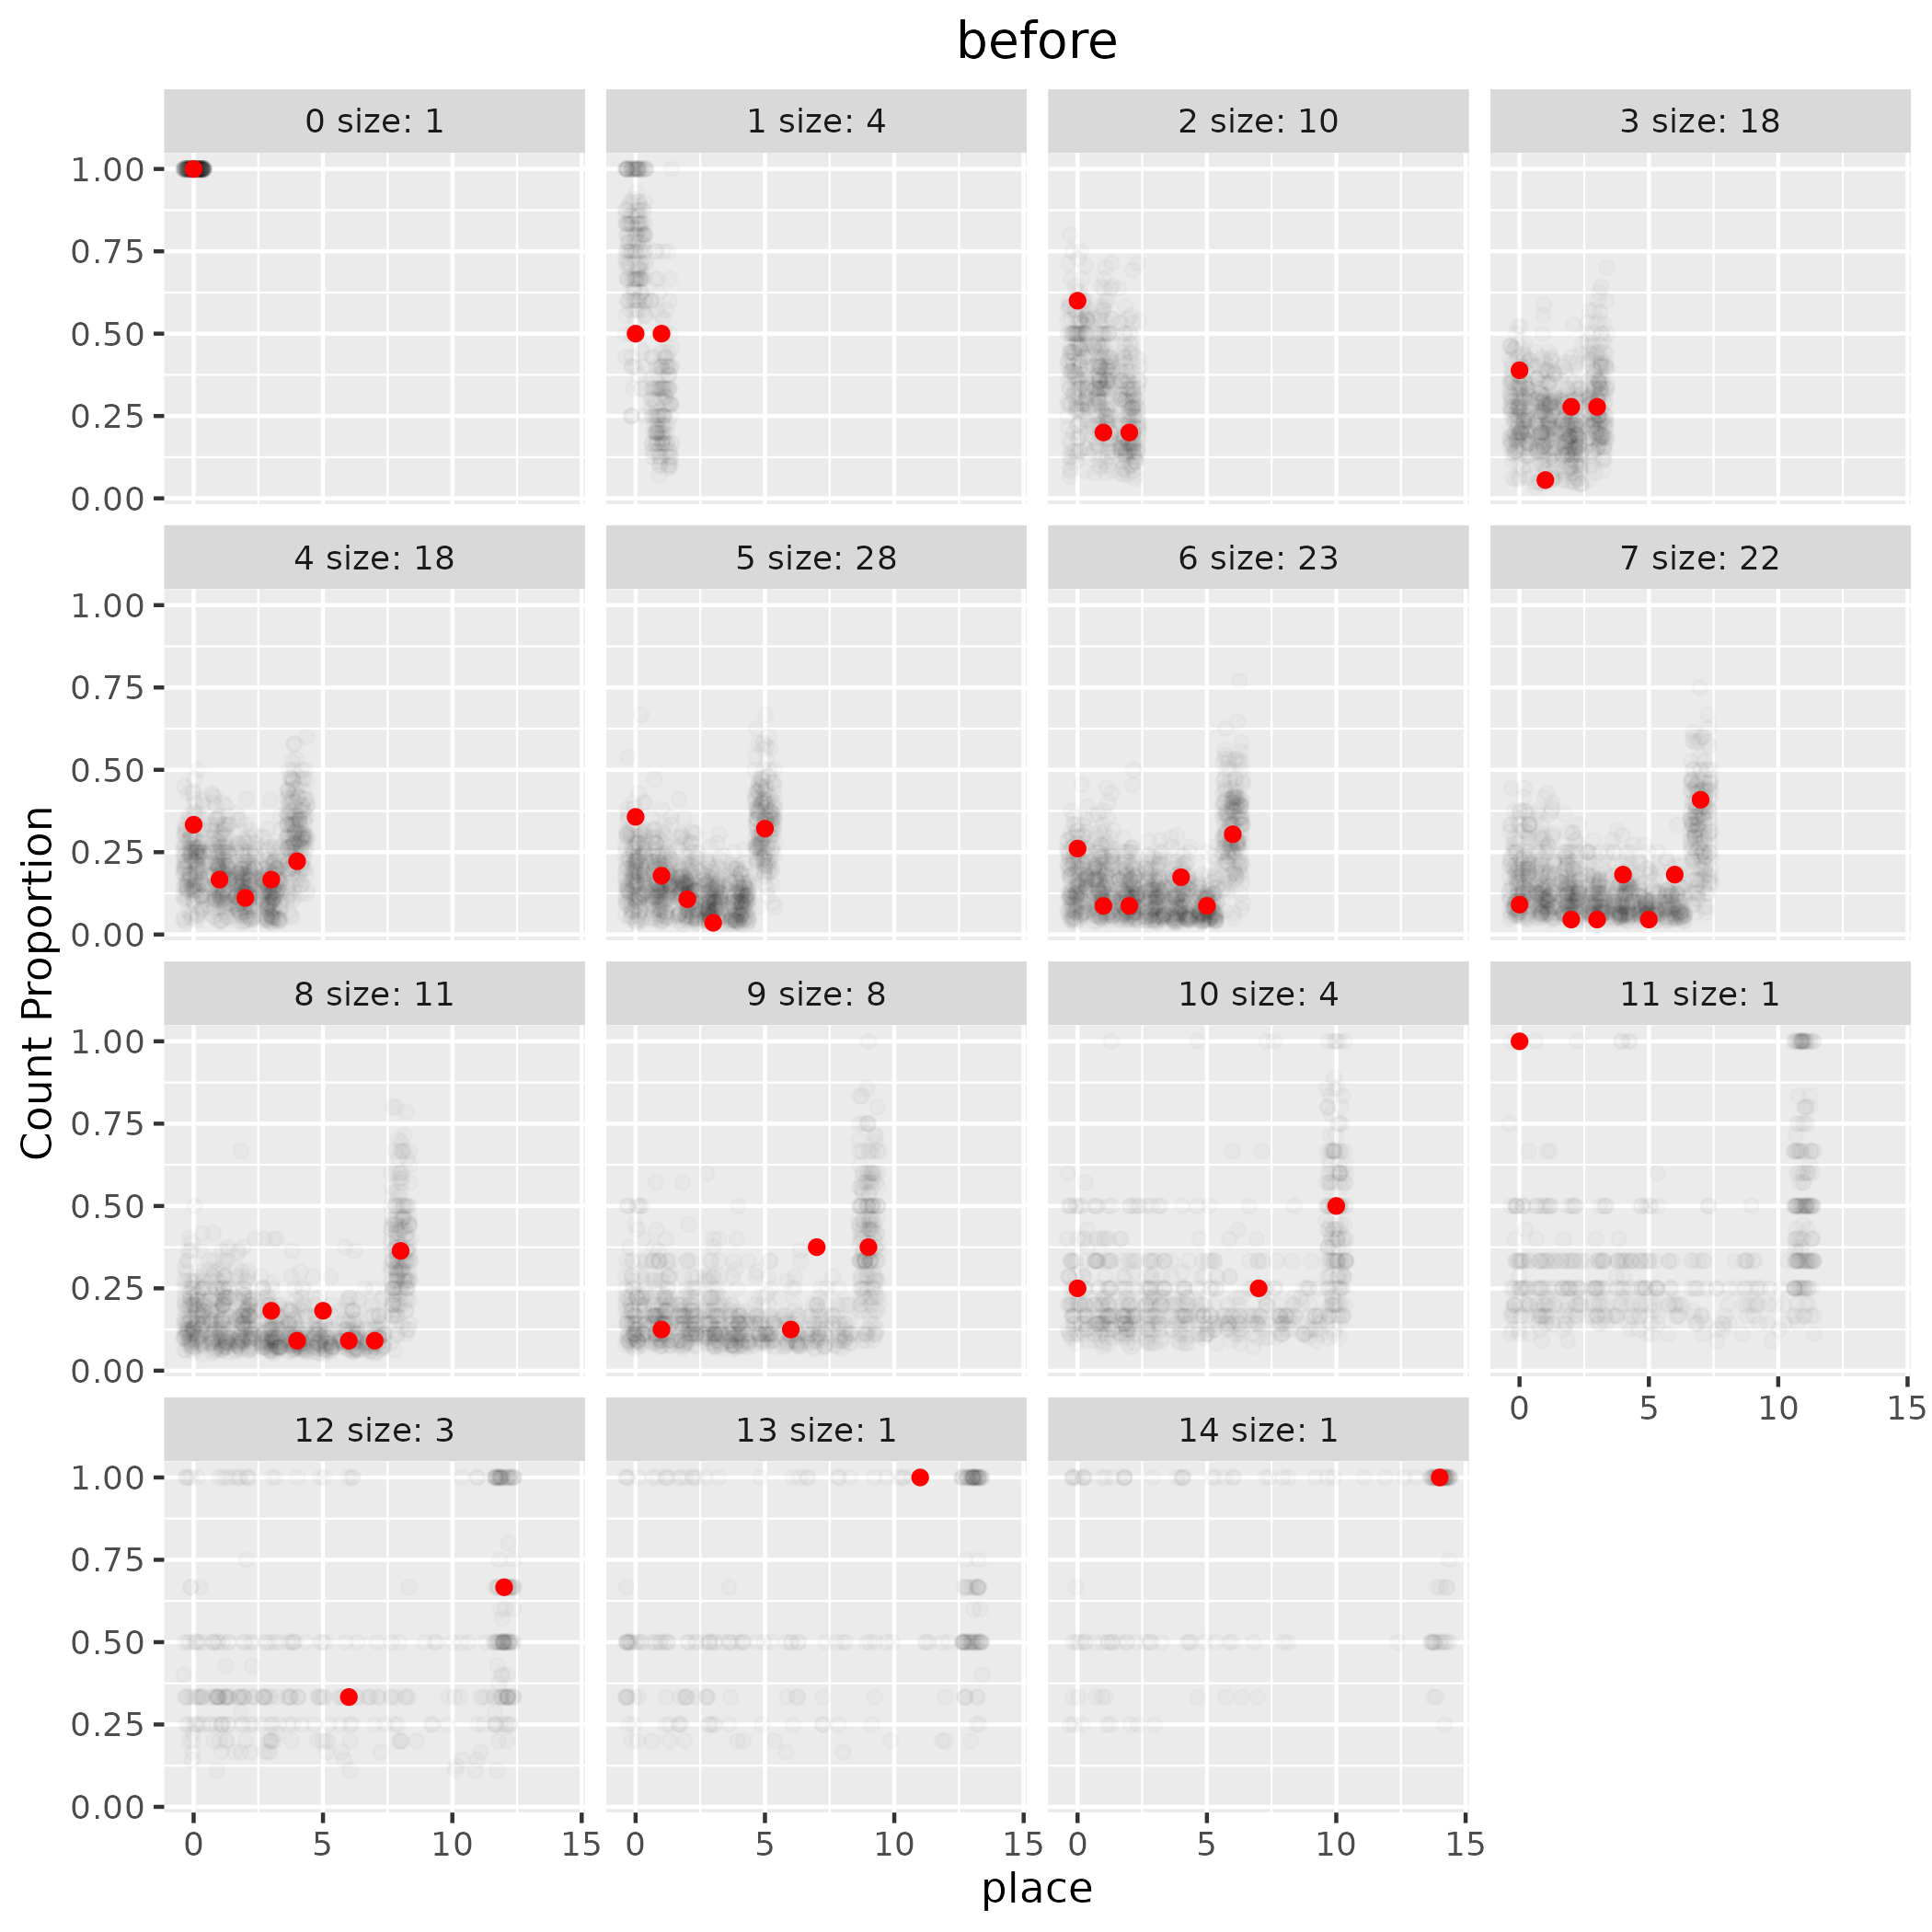 before
0 size: 1
1 size: 4
2 size: 10
3 size: 18
1.00
0.75
0.50
0.25
0.00
4 size: 18
5 size: 28
6 size: 23
7 size: 22
1.00
0.75
0.50
0.25
0.00
Count Proportion
8 size: 11
9 size: 8
10 size: 4
11 size: 1
1.00
0.75
0.50
0.25
0.00
0 5 10 15
12 size: 3
13 size: 1
14 size: 1
1.00
0.75
0.50
0.25
0.00
0 5 10 15
0 5 10 15
0 5 10 15
place